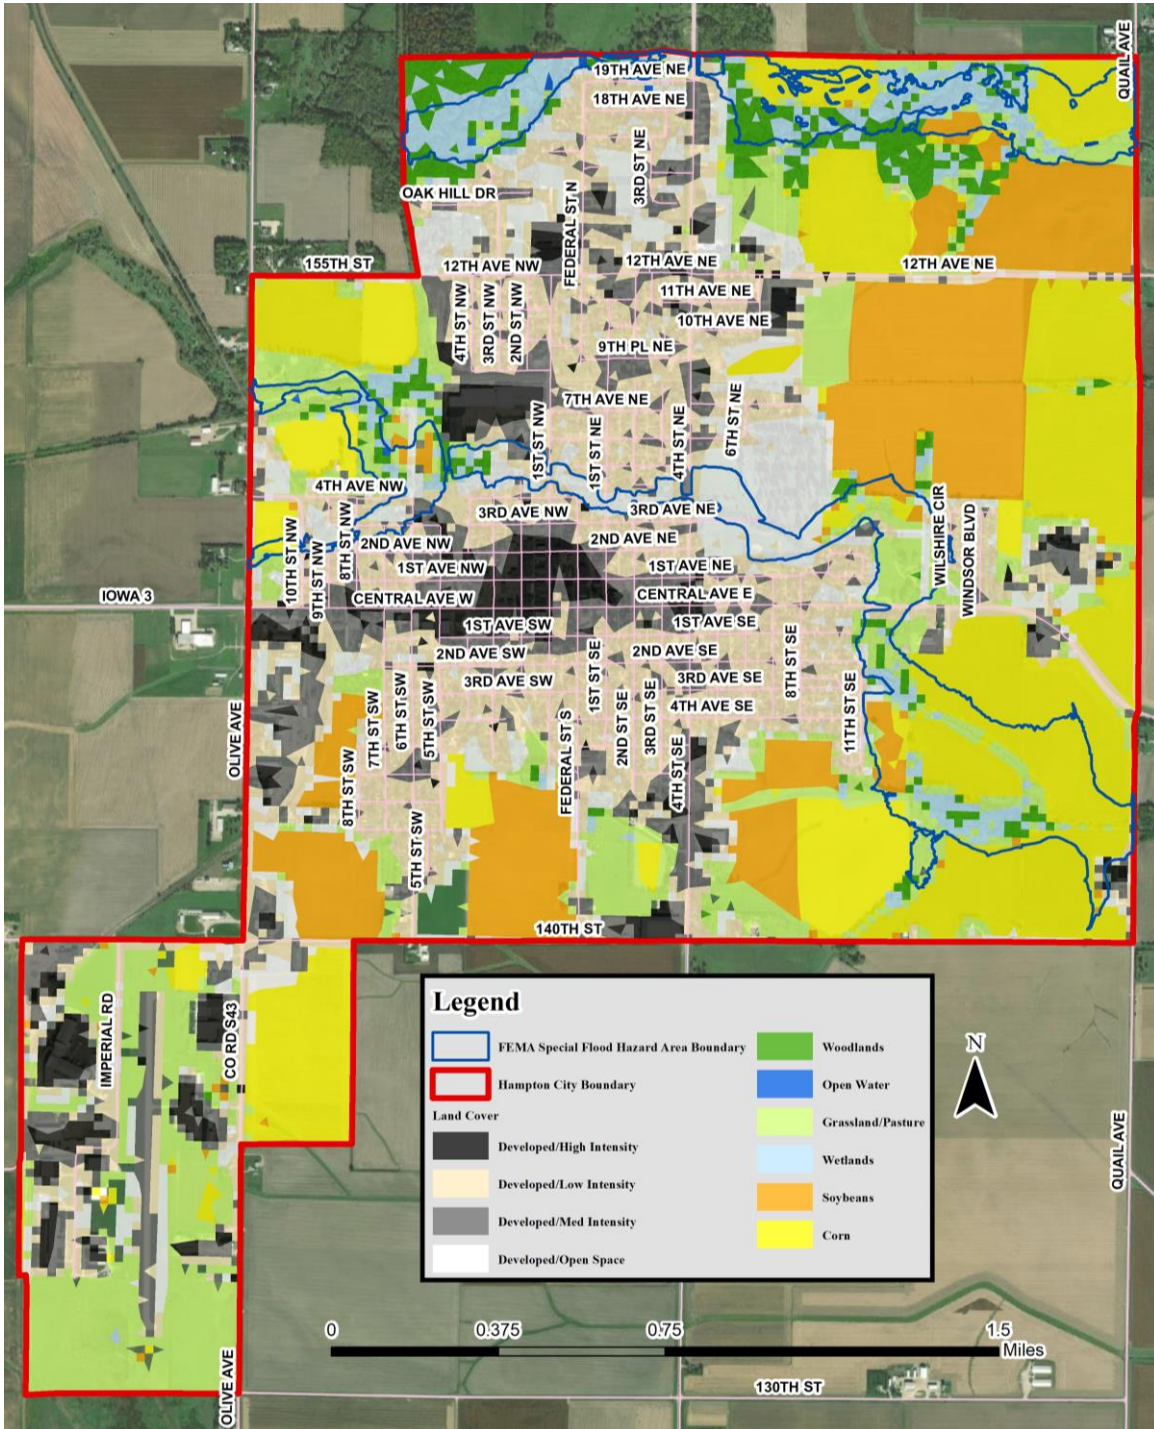 QUAIL AVE
19TH AVE NE
18TH AVE NE
3RD ST NE
OAK HILL DR
FEDERAL ST N
155TH ST
12TH AVE NW
12TH AVE NE
12TH AVE NE
11TH AVE NE
10TH AVE NE
4TH ST NW
3RD ST NW
2ND ST NW
9TH PL NE
7TH AVE NE
6TH ST NE
1ST ST NW
1ST ST NE
4TH ST NE
4TH AVE NW
3RD AVE NW
3RD AVE NE
10TH ST NW
9TH ST NW
8TH ST NW
2ND AVE NW
2ND AVE NE
1ST AVE NW
1ST AVE NE
WILSHIRE CIR
WINDSOR BLVD
IOWA 3
CENTRAL AVE W
CENTRAL AVE E
1ST AVE SW
1ST AVE SE
2ND AVE SW
2ND AVE SE
3RD AVE SW
3RD AVE SE
4TH AVE SE
8TH ST SE
11TH ST SE
1ST ST SE
2ND ST SE
3RD ST SE
4TH ST SE
FEDERAL ST S
OLIVE AVE
8TH ST SW
7TH ST SW
6TH ST SW
5TH ST SW
5TH ST SW
140TH ST
IMPERIAL RD
CO RD S43
Legend
FEMA Special Flood Hazard Area Boundary
Hampton City Boundary
Land Cover
Developed/High Intensity
Developed/Low Intensity
Developed/Med Intensity
Developed/Open Space
Woodlands
Open Water
Grassland/Pasture
Wetlands
Soybeans
Corn
N
QUAIL AVE
0 0.375 0.75 1.5
Miles
OLIVE AVE
130TH ST